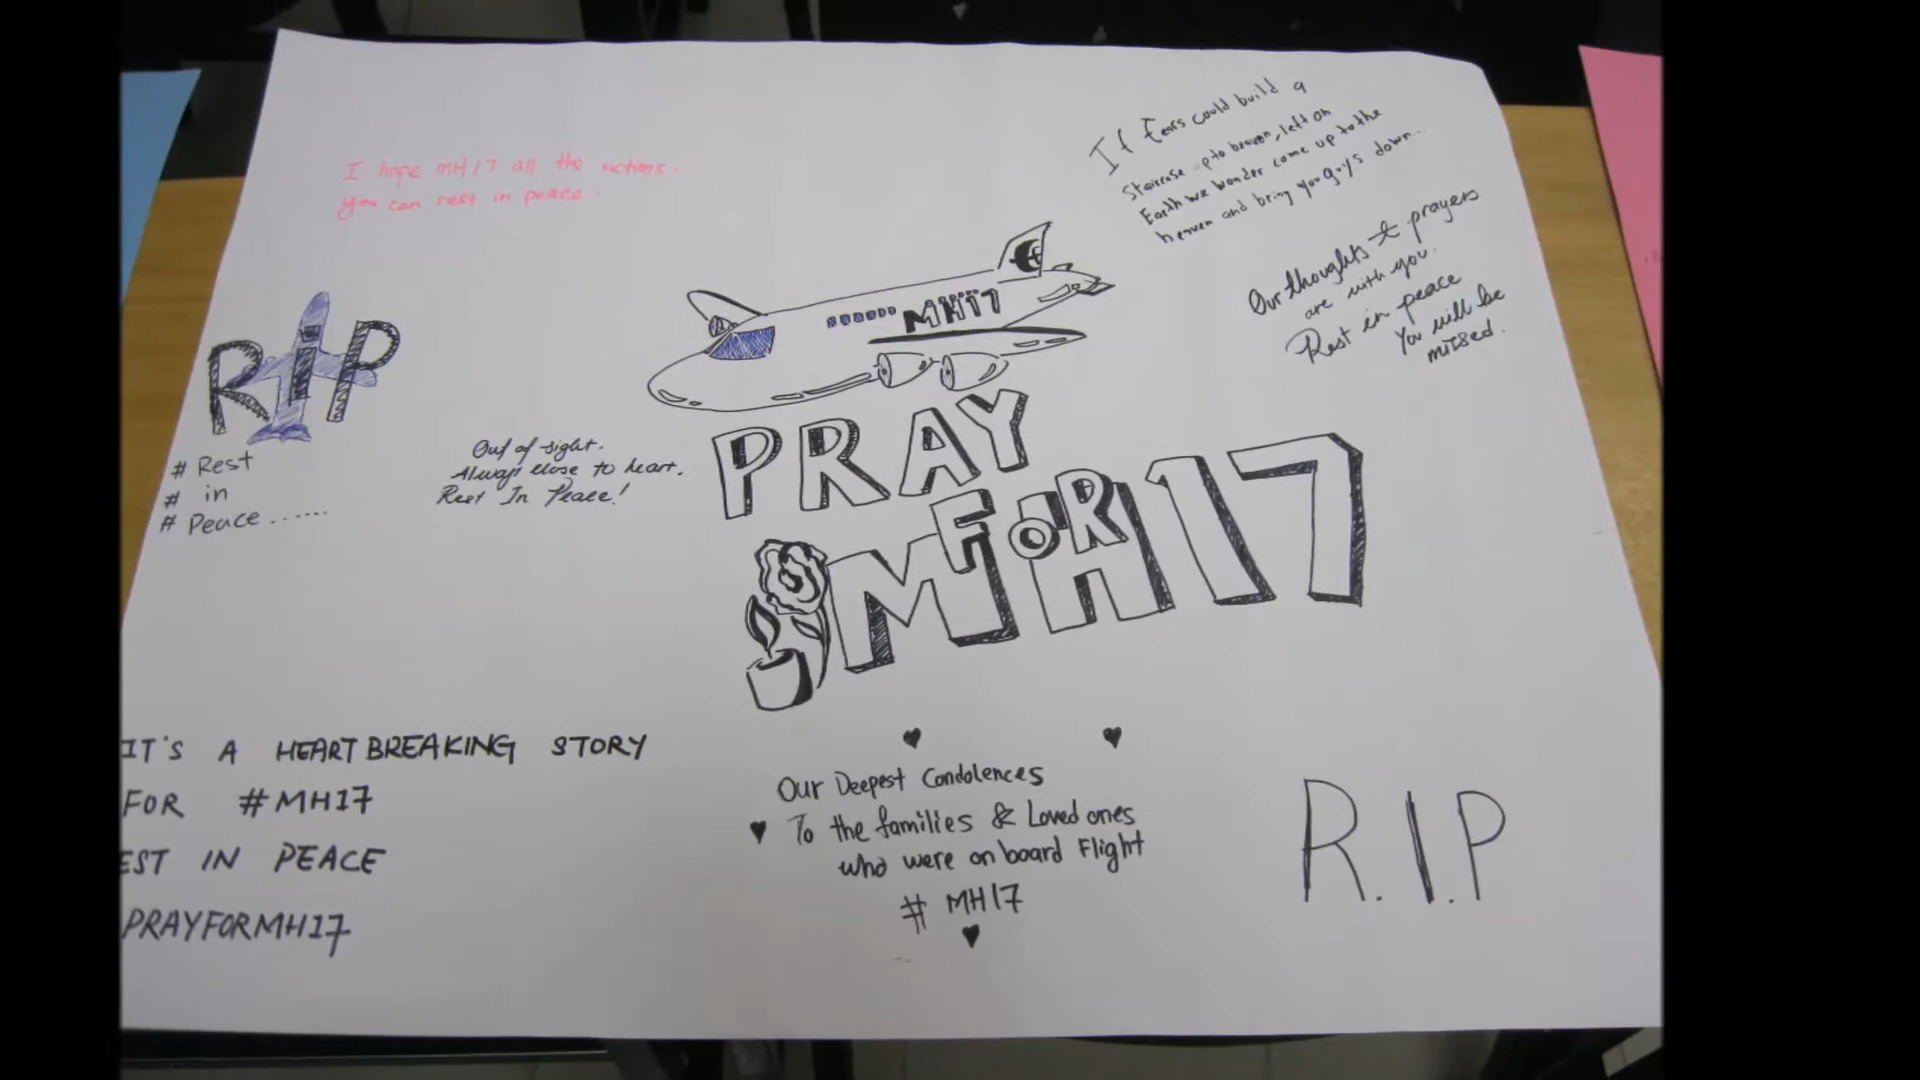 I hope MH17 all the victims.
you can rest in peace.
If tears could build a
Staircase up to heaven, left on
Earth we wonder come up to the
heaven and bring you guys down...
Our thoughts & prayers
are with you.
Rest in peace
You will be
missed.
MH17
RIP
# Rest
# in
# Peace.......
Out of sight.
Always close to heart.
Rest In Peace!
PRAY
FOR
MH17
IT'S A HEARTBREAKING STORY
FOR #MH17
EST IN PEACE
PRAYFORMH17
Our Deepest Condolences
To the families & Loved ones
who were on board Flight
# MH17
R.I.P